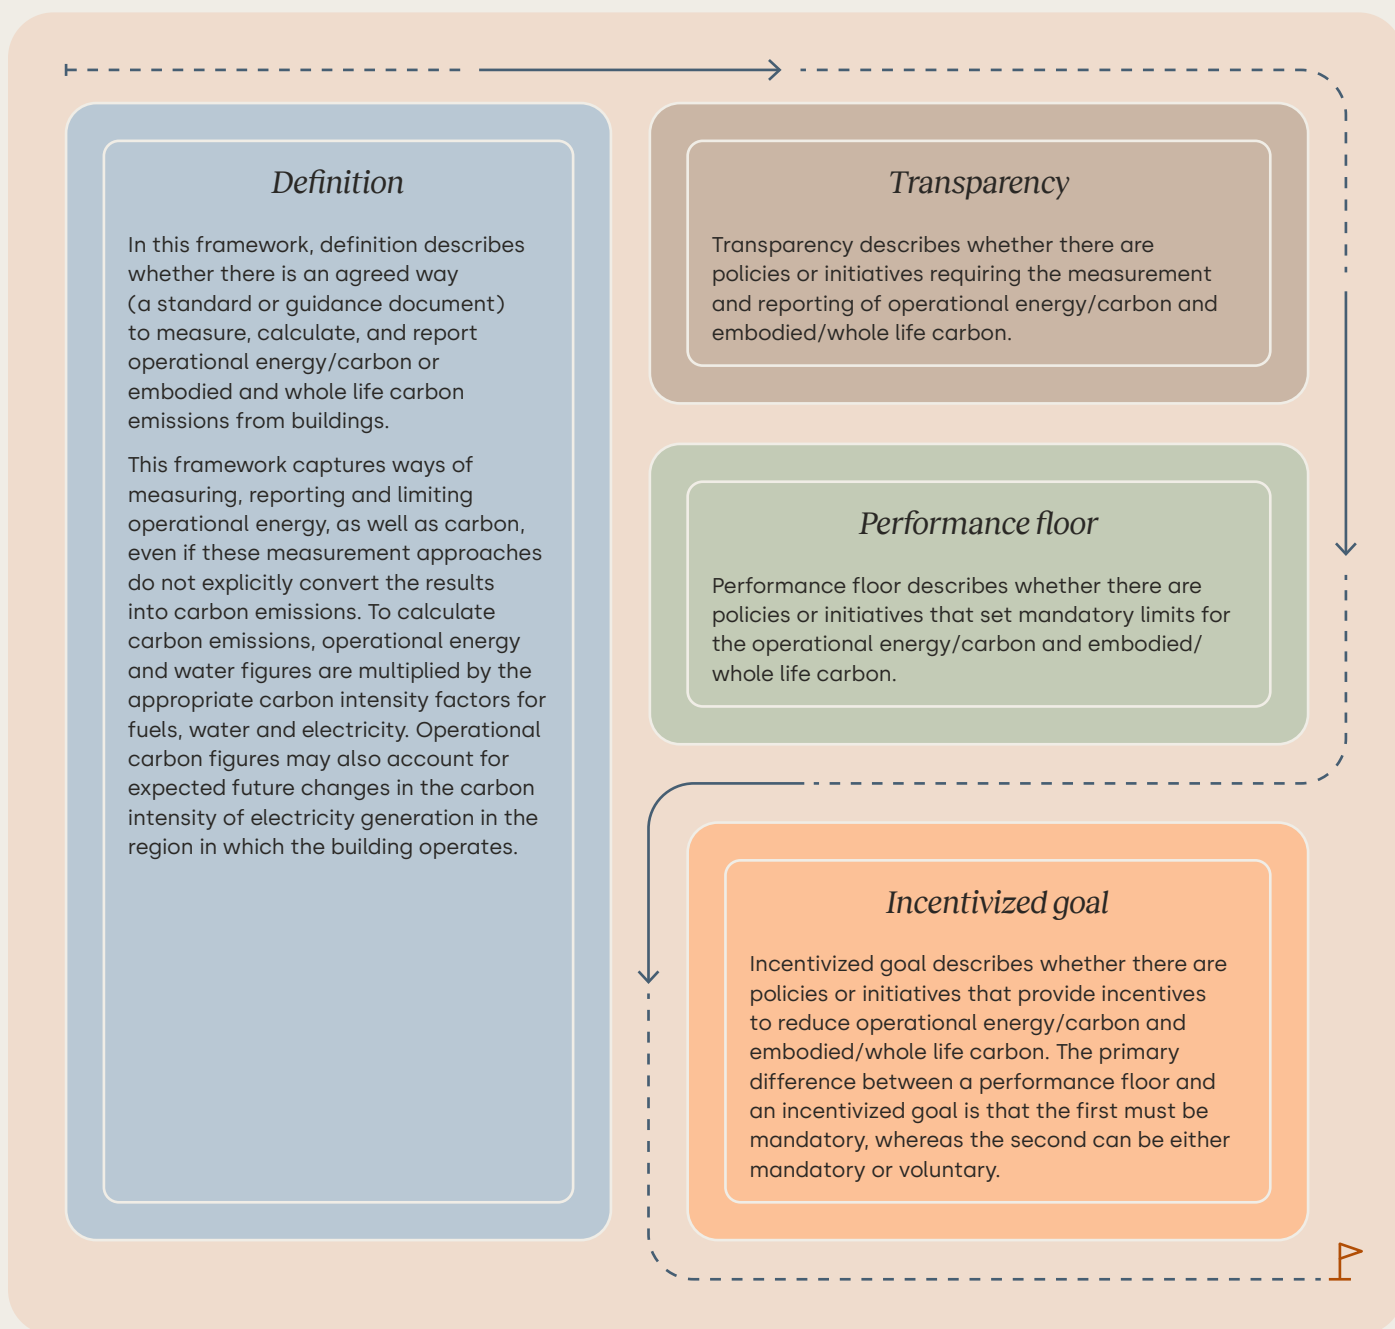 Definition
In this framework, definition describes
whether there is an agreed way
(a standard or guidance document)
to measure, calculate, and report
operational energy/carbon or
embodied and whole life carbon
emissions from buildings.
This framework captures ways of
measuring, reporting and limiting
operational energy, as well as carbon,
even if these measurement approaches
do not explicitly convert the results
into carbon emissions. To calculate
carbon emissions, operational energy
and water figures are multiplied by the
appropriate carbon intensity factors for
fuels, water and electricity. Operational
carbon figures may also account for
expected future changes in the carbon
intensity of electricity generation in the
region in which the building operates.
Transparency
Transparency describes whether there are
policies or initiatives requiring the measurement
and reporting of operational energy/carbon and
embodied/whole life carbon.
Performance floor
Performance floor describes whether there are
policies or initiatives that set mandatory limits for
the operational energy/carbon and embodied/
whole life carbon.
Incentivized goal
Incentivized goal describes whether there are
policies or initiatives that provide incentives
to reduce operational energy/carbon and
embodied/whole life carbon. The primary
difference between a performance floor and
an incentivized goal is that the first must be
mandatory, whereas the second can be either
mandatory or voluntary.